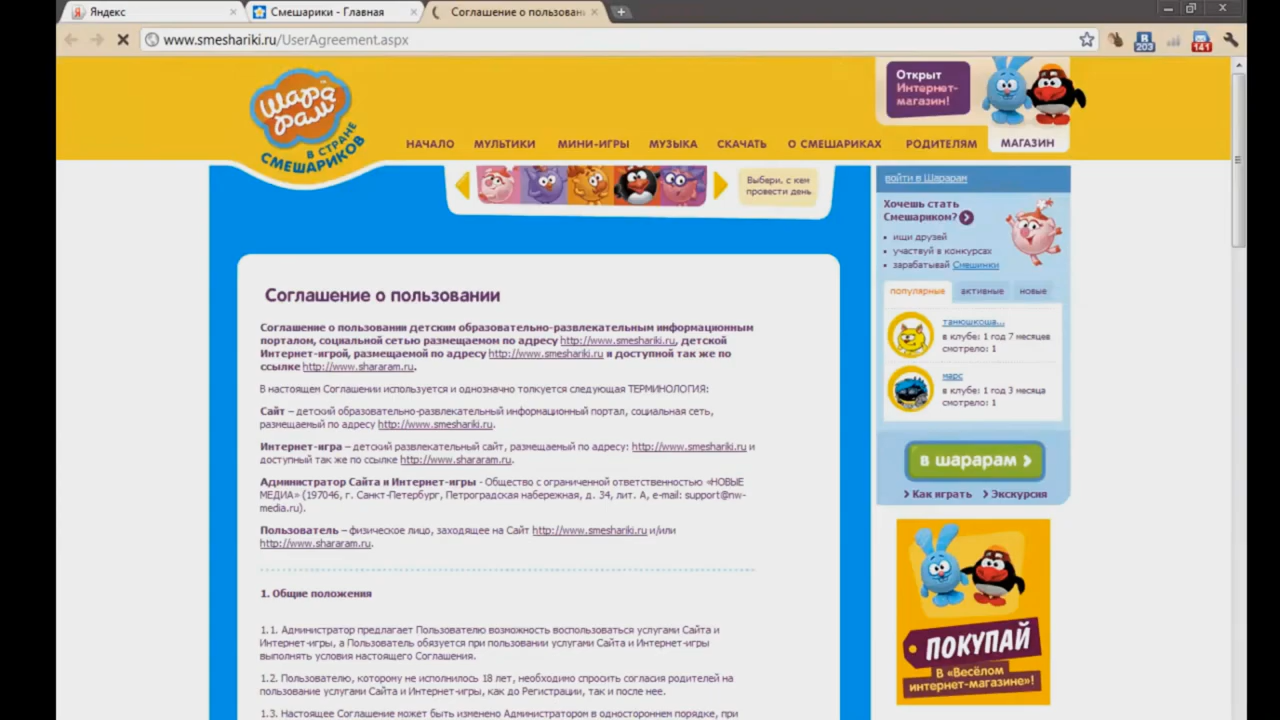 Яндекс
Смешарики - Главная
Соглашение о пользован
www.smeshariki.ru/UserAgreement.aspx
203
141
Шара
рам
В СТРАНЕ
СМЕШАРИКОВ
Открыт
Интернет-
магазин!
НАЧАЛО
МУЛЬТИКИ
МИНИ-ИГРЫ
МУЗЫКА
СКАЧАТЬ
О СМЕШАРИКАХ
РОДИТЕЛЯМ
МАГАЗИН
Выбери, с кем
провести день
Соглашение о пользовании
Соглашение о пользовании детским образовательно-развлекательным информационным
порталом, социальной сетью размещаемом по адресу http://www.smeshariki.ru, детской
Интернет-игрой, размещаемой по адресу http://www.smeshariki.ru и доступной так же по
ссылке http://www.shararam.ru.
В настоящем Соглашении используется и однозначно толкуется следующая ТЕРМИНОЛОГИЯ:
Сайт – детский образовательно-развлекательный информационный портал, социальная сеть,
размещаемый по адресу http://www.smeshariki.ru.
Интернет-игра – детский развлекательный сайт, размещаемый по адресу: http://www.smeshariki.ru и
доступный так же по ссылке http://www.shararam.ru.
Администратор Сайта и Интернет-игры - Общество с ограниченной ответственностью «НОВЫЕ
МЕДИА» (197046, г. Санкт-Петербург, Петроградская набережная, д. 34, лит. А, e-mail: support@nw-
media.ru).
Пользователь – физическое лицо, заходящее на Сайт http://www.smeshariki.ru и/или
http://www.shararam.ru.
1. Общие положения
1.1. Администратор предлагает Пользователю возможность воспользоваться услугами Сайта и
Интернет-игры, а Пользователь обязуется при пользовании услугами Сайта и Интернет-игры
выполнять условия настоящего Соглашения.
1.2. Пользователю, которому не исполнилось 18 лет, необходимо спросить согласия родителей на
пользование услугами Сайта и Интернет-игры, как до Регистрации, так и после нее.
1.3. Настоящее Соглашение может быть изменено Администратором в одностороннем порядке, при
войти в Шарарам
Хочешь стать
Смешариком?
ищи друзей
участвуй в конкурсах
зарабатывай Смешинки
популярные
активные
новые
танюшкоша...
в клубе: 1 год 7 месяцев
смотрело: 1
марс
в клубе: 1 год 3 месяца
смотрело: 1
в шарарам
Как играть
Экскурсия
ПОКУПАЙ
В «Весёлом
интернет-магазине»!